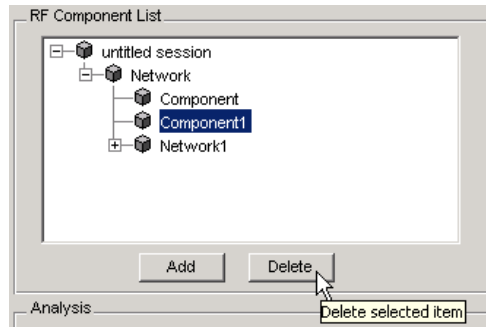 RF Component List
untitled session
Network
Component
Component1
Network1
Add Delete
Analysis
Delete selected item